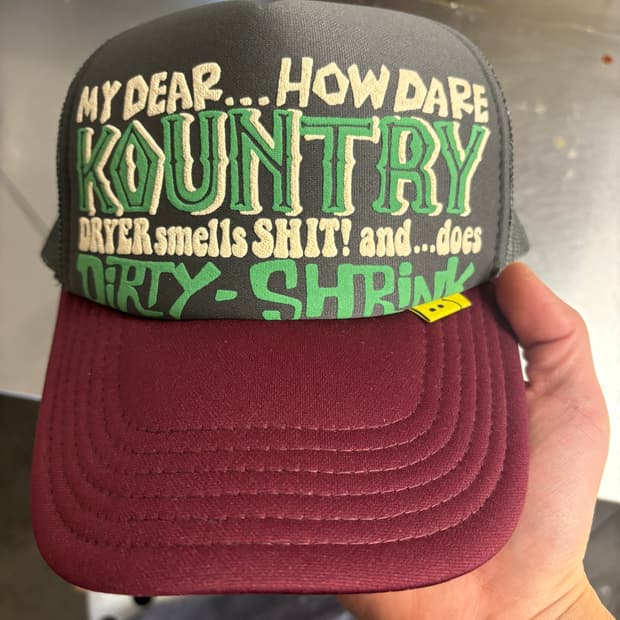 MY DEAR... HOW DARE
KOUNTRY
DRYER smells SHIT! and...does
DiRTY-SHRiNK